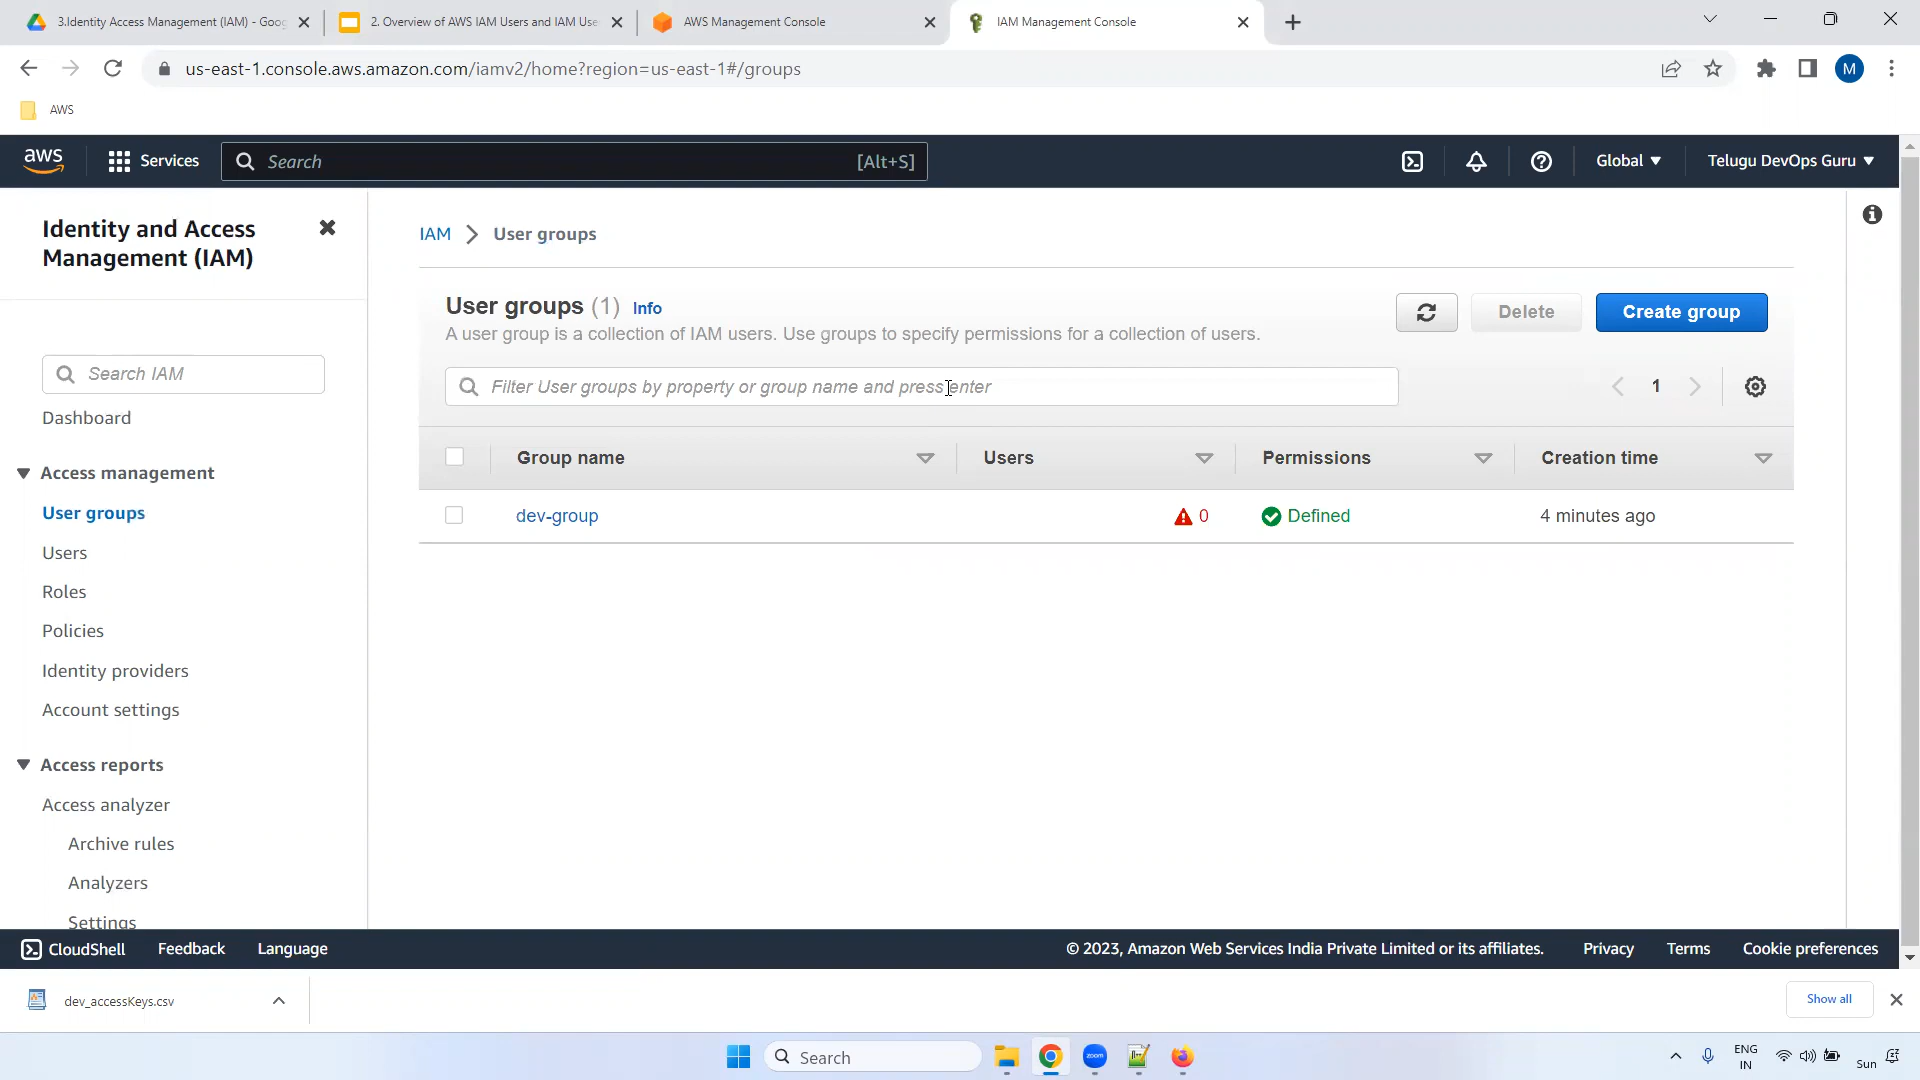 3.Identity Access Management (IAM) - Goog
2. Overview of AWS IAM Users and IAM Use
AWS Management Console
IAM Management Console
us-east-1.console.aws.amazon.com/iamv2/home?region=us-east-1#/groups
M
AWS
aws
Services
Search
[Alt+S]
Global
Telugu DevOps Guru
Identity and Access
Management (IAM)
Search IAM
Dashboard
Access management
User groups
Users
Roles
Policies
Identity providers
Account settings
Access reports
Access analyzer
Archive rules
Analyzers
Settings
IAM
User groups
User groups (1) Info
A user group is a collection of IAM users. Use groups to specify permissions for a collection of users.
Delete
Create group
Filter User groups by property or group name and press enter
1
Group name
Users
Permissions
Creation time
dev-group
0
Defined
4 minutes ago
CloudShell
Feedback
Language
© 2023, Amazon Web Services India Private Limited or its affiliates.
Privacy
Terms
Cookie preferences
dev_accessKeys.csv
Show all
Search
zoom
ENG
IN
Sun